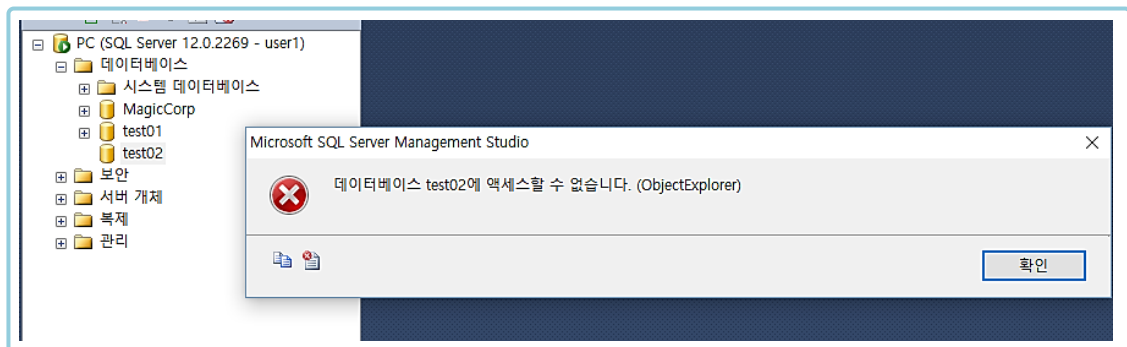 PC (SQL Server 12.0.2269 - user1)
데이터베이스
시스템 데이터베이스
MagicCorp
test01
test02
보안
서버 개체
복제
관리
Microsoft SQL Server Management Studio
데이터베이스 test02에 액세스할 수 없습니다. (ObjectExplorer)
확인